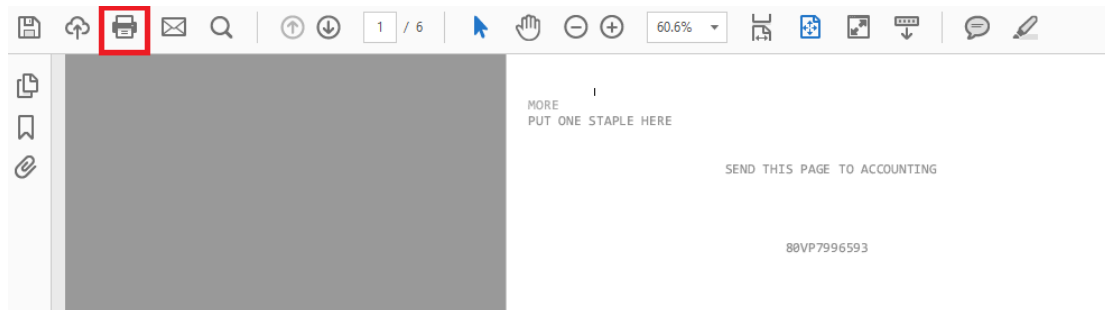 1 / 6
60.6%
MORE
PUT ONE STAPLE HERE
SEND THIS PAGE TO ACCOUNTING
80VP7996593